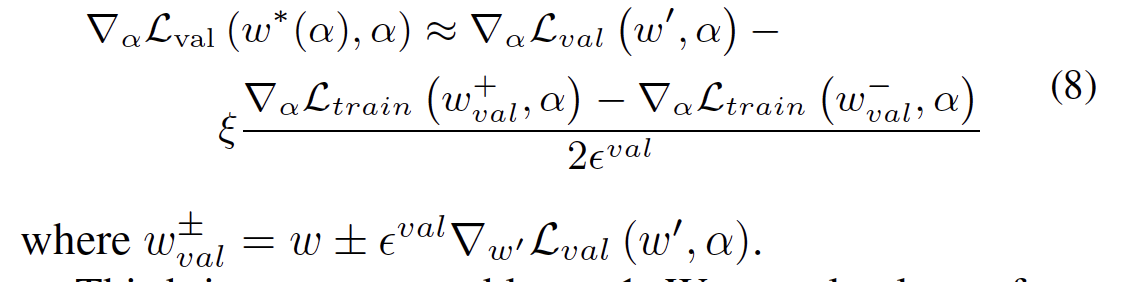 ∇_α ℒ_val (w*(α), α) ≈ ∇_α ℒ_val (w′, α) −
ξ (∇_α ℒ_train (w⁺_val, α) − ∇_α ℒ_train (w⁻_val, α)) / (2ϵ^val) (8)
where w^±_val = w ± ϵ^val ∇_w′ ℒ_val (w′, α).